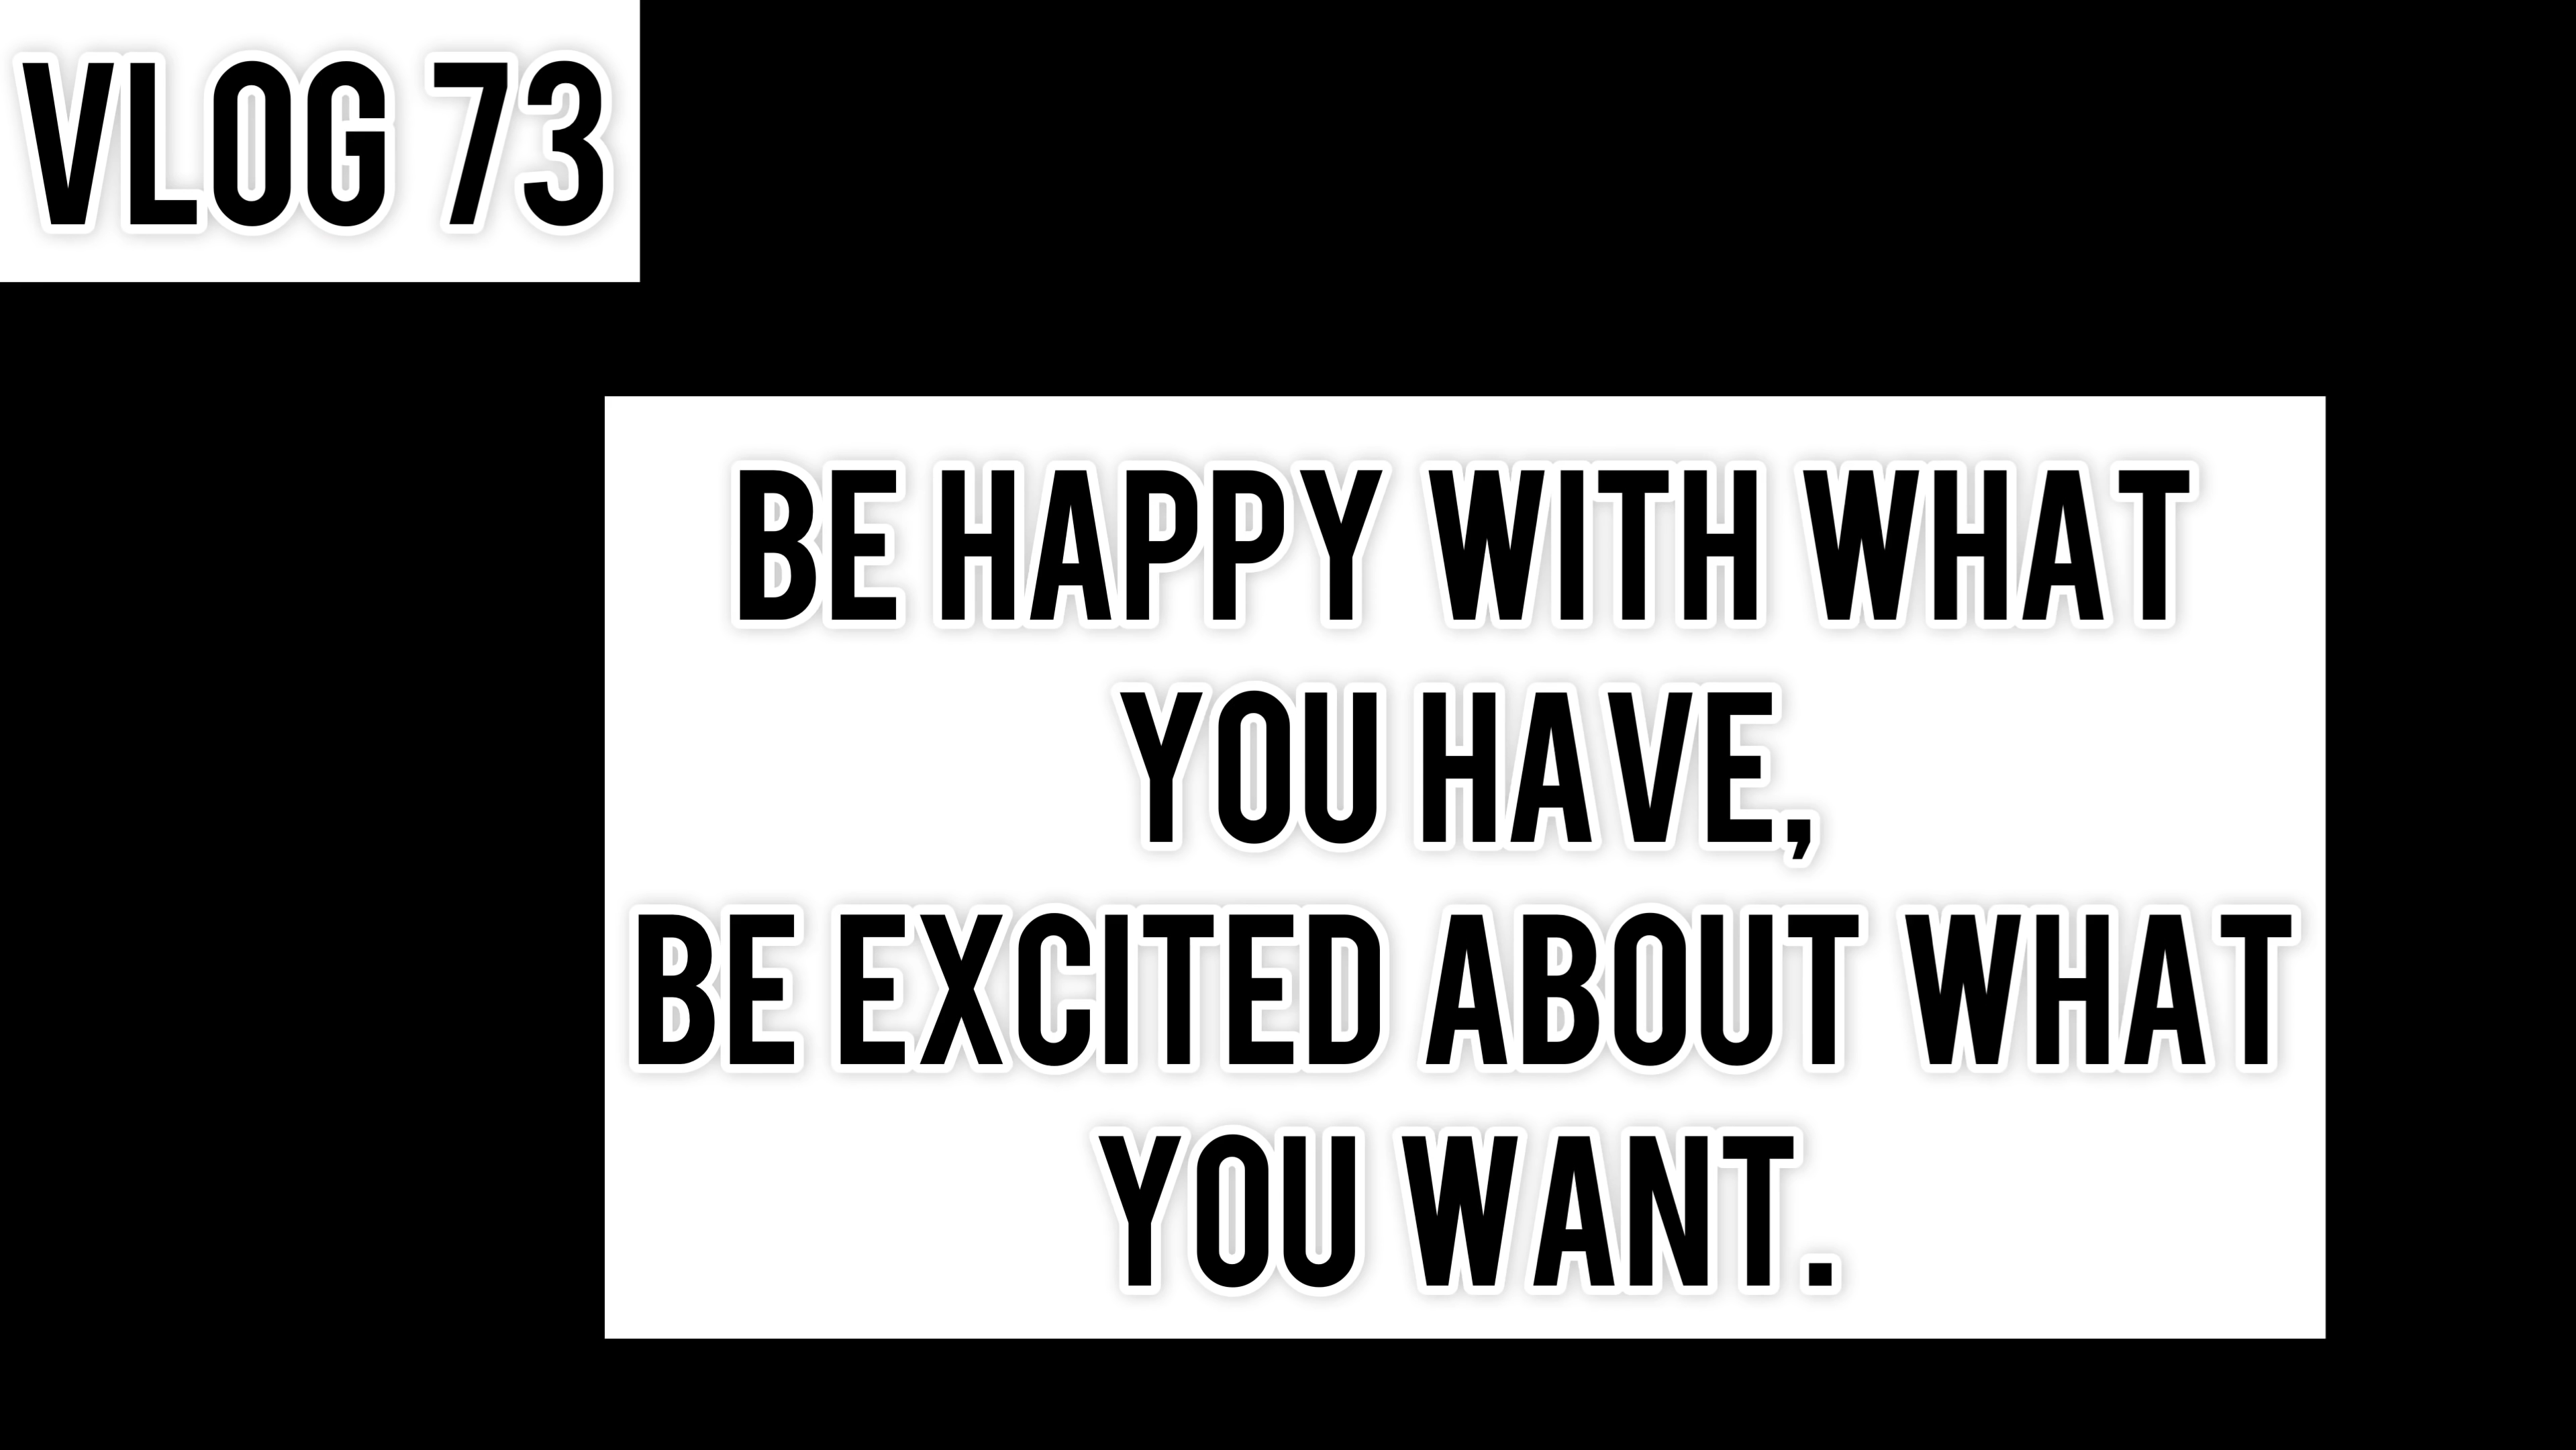 VLOG 73
BE HAPPY WITH WHAT
YOU HAVE,
BE EXCITED ABOUT WHAT
YOU WANT.